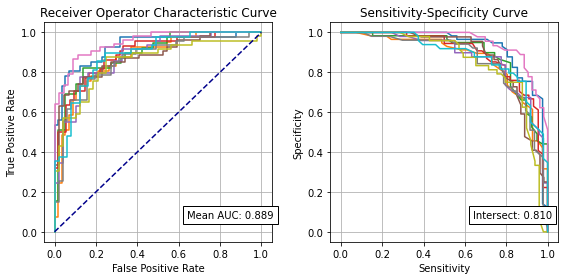 Receiver Operator Characteristic Curve
1.0
0.8
0.6
0.4
0.2
0.0
True Positive Rate
Mean AUC: 0.889
0.0 0.2 0.4 0.6 0.8 1.0
False Positive Rate
Sensitivity-Specificity Curve
1.0
0.8
0.6
0.4
0.2
0.0
Specificity
Intersect: 0.810
0.0 0.2 0.4 0.6 0.8 1.0
Sensitivity